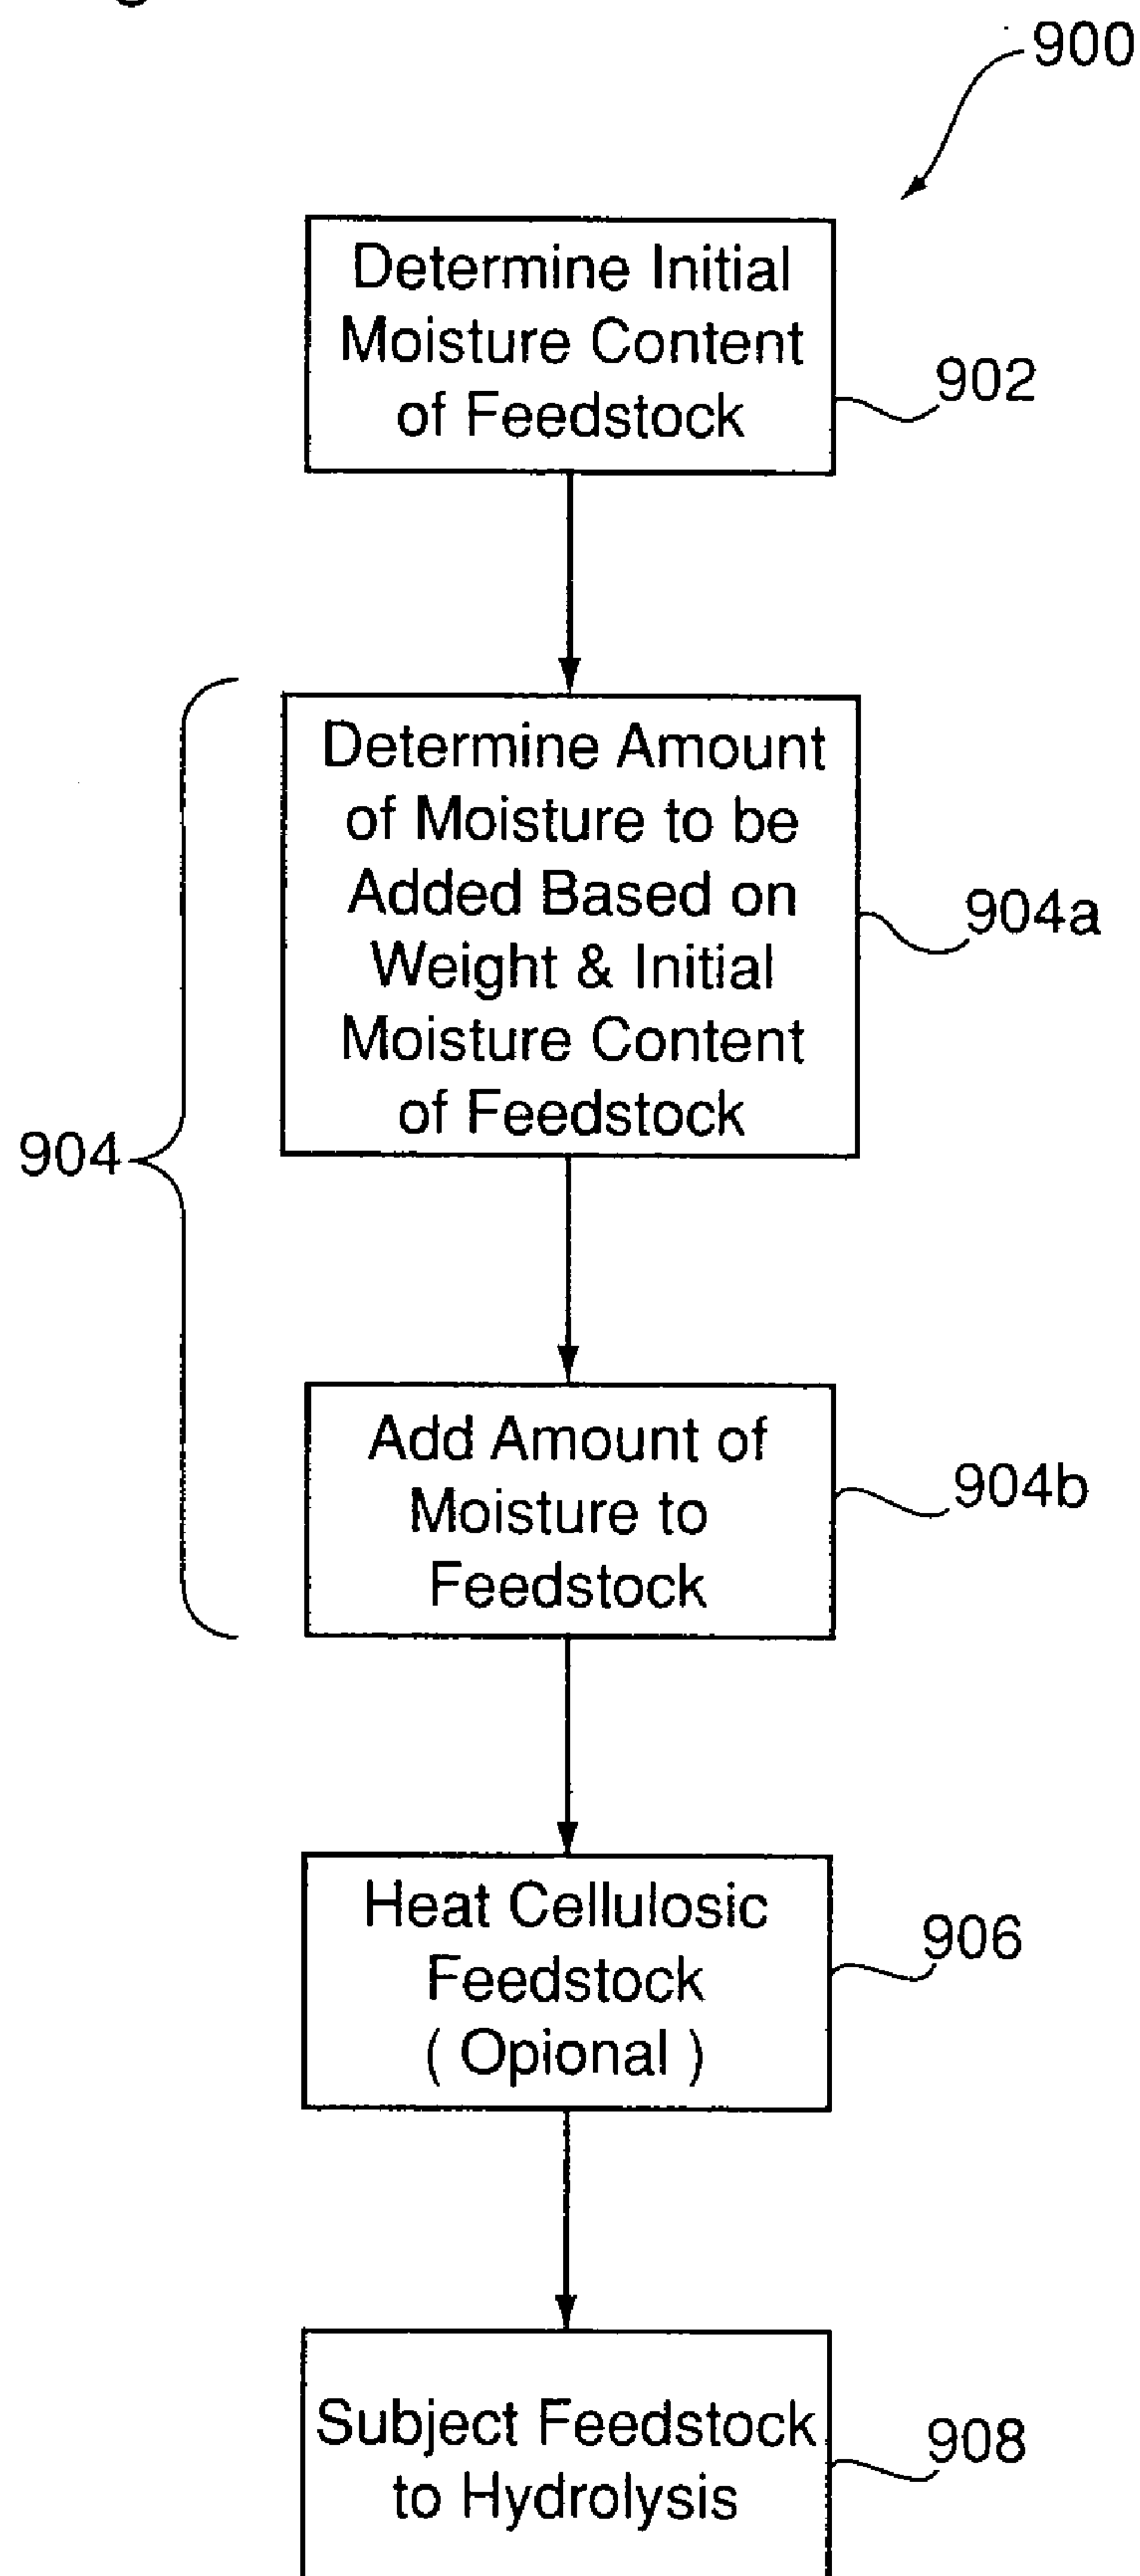 900
Determine Initial
Moisture Content
of Feedstock
902
Determine Amount
of Moisture to be
Added Based on
Weight & Initial
Moisture Content
of Feedstock
904a
904
Add Amount of
Moisture to
Feedstock
904b
Heat Cellulosic
Feedstock
( Opional )
906
Subject Feedstock
to Hydrolysis
908